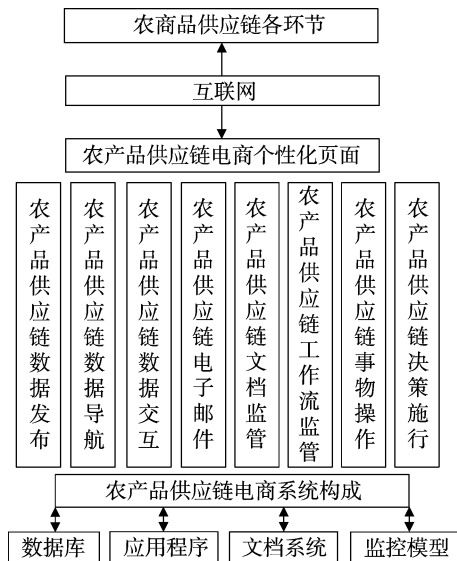 农商品供应链各环节
互联网
农产品供应链电商个性化页面
农产品供应链数据发布
农产品供应链数据导航
农产品供应链数据交互
农产品供应链电子邮件
农产品供应链文档监管
农产品供应链工作流监管
农产品供应链事物操作
农产品供应链决策施行
农产品供应链电商系统构成
数据库
应用程序
文档系统
监控模型